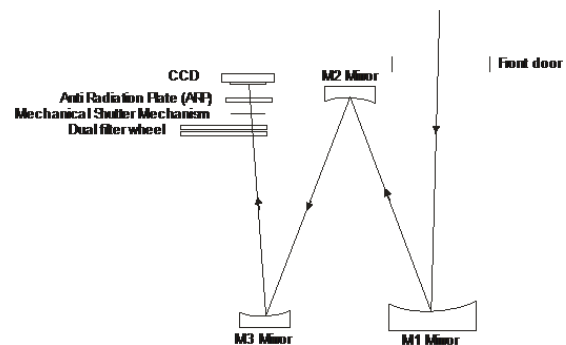 Front door
CCD
M2 Mirror
Anti Radiation Plate (ARP)
Mechanical Shutter Mechanism
Dual filter wheel
M3 Mirror
M1 Mirror